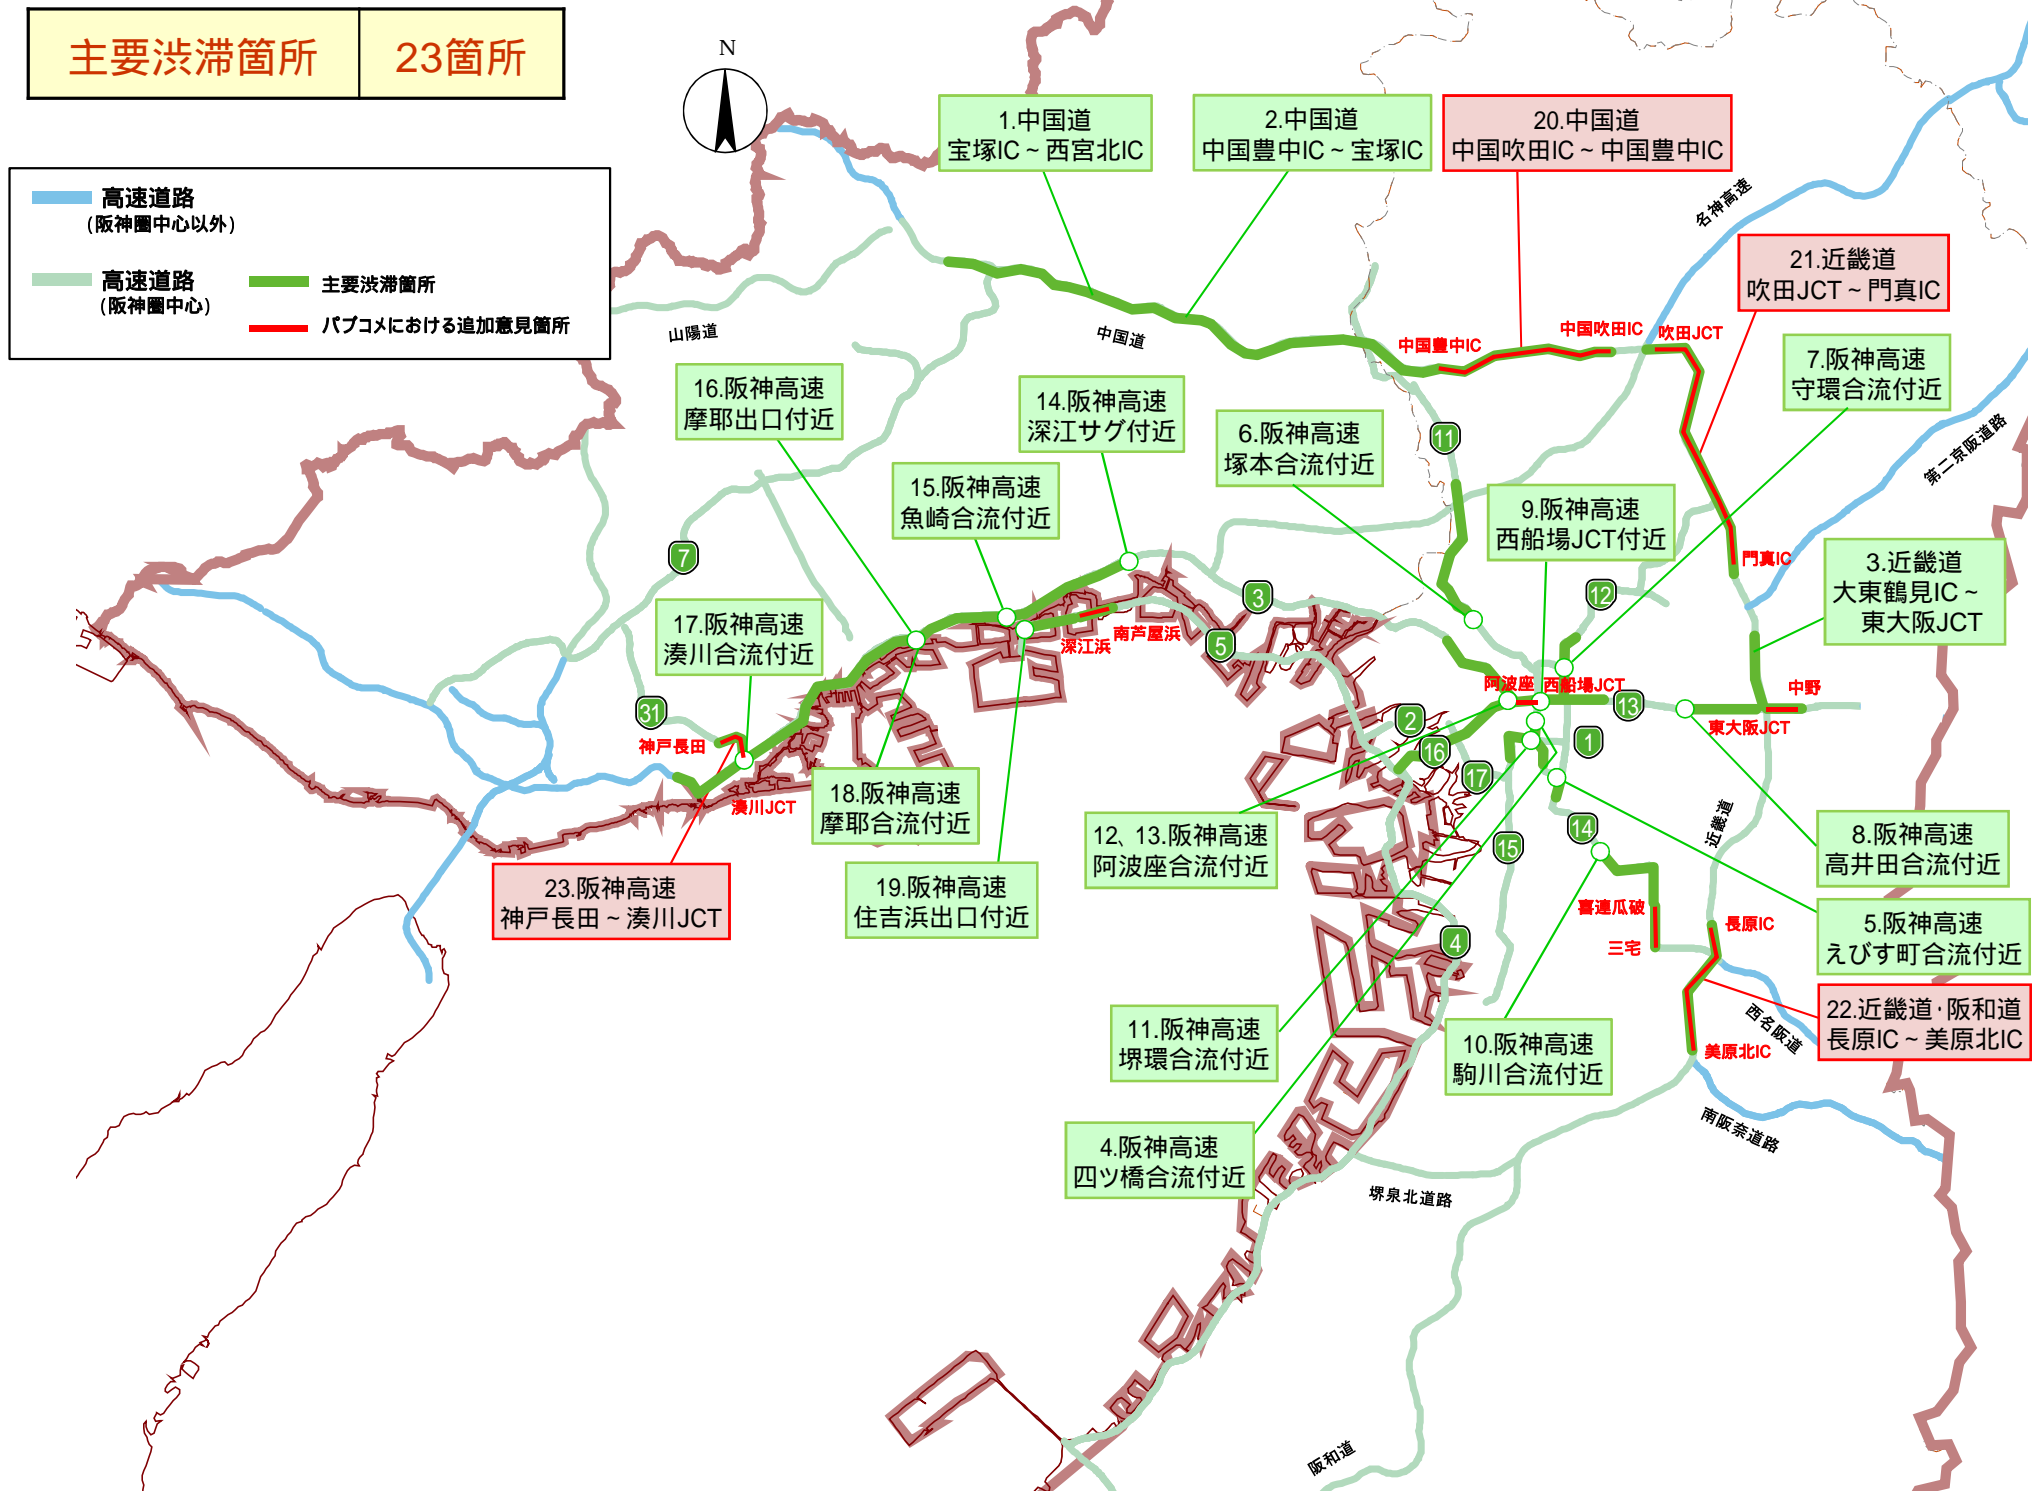 主要渋滞箇所
23箇所
N
高速道路
(阪神圏中心以外)
高速道路
(阪神圏中心)
主要渋滞箇所
パブコメにおける追加意見箇所
1.中国道
宝塚IC～西宮北IC
2.中国道
中国豊中IC～宝塚IC
20.中国道
中国吹田IC～中国豊中IC
名神高速
21.近畿道
吹田JCT～門真IC
山陽道
中国道
中国豊中IC
中国吹田IC
吹田JCT
7.阪神高速
守環合流付近
16.阪神高速
摩耶出口付近
14.阪神高速
深江サグ付近
6.阪神高速
塚本合流付近
11
第二京阪道路
15.阪神高速
魚崎合流付近
9.阪神高速
西船場JCT付近
7
門真IC
3.近畿道
大東鶴見IC～
東大阪JCT
3
12
17.阪神高速
湊川合流付近
深江浜
南芦屋浜
5
阿波座
西船場JCT
中野
31
13
2
東大阪JCT
神戸長田
16
1
17
湊川JCT
18.阪神高速
摩耶合流付近
12、13.阪神高速
阿波座合流付近
15
14
近畿道
8.阪神高速
高井田合流付近
23.阪神高速
神戸長田～湊川JCT
19.阪神高速
住吉浜出口付近
喜連瓜破
三宅
長原IC
4
5.阪神高速
えびす町合流付近
西名阪道
22.近畿道・阪和道
長原IC～美原北IC
11.阪神高速
堺環合流付近
10.阪神高速
駒川合流付近
美原北IC
南阪奈道路
4.阪神高速
四ツ橋合流付近
堺泉北道路
阪和道